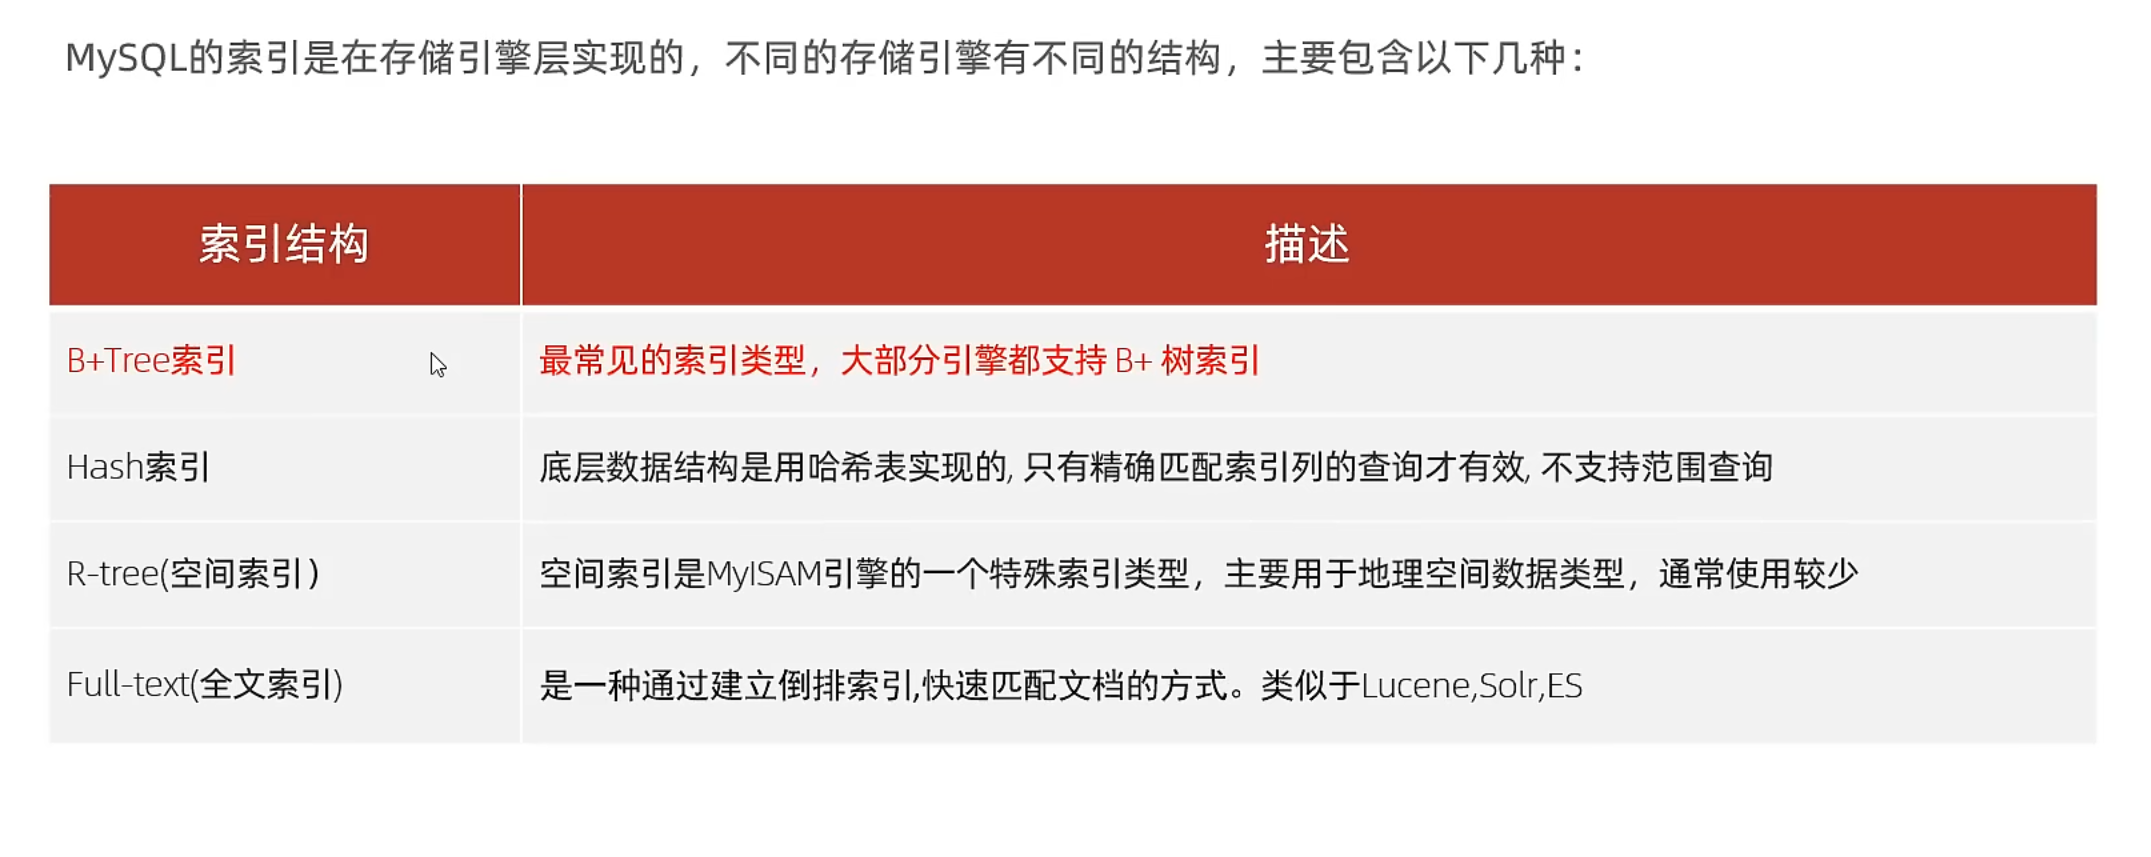 MySQL的索引是在存储引擎层实现的，不同的存储引擎有不同的结构，主要包含以下几种：
索引结构 描述
B+Tree索引 最常见的索引类型，大部分引擎都支持 B+ 树索引
Hash索引 底层数据结构是用哈希表实现的, 只有精确匹配索引列的查询才有效, 不支持范围查询
R-tree(空间索引） 空间索引是MyISAM引擎的一个特殊索引类型，主要用于地理空间数据类型，通常使用较少
Full-text(全文索引) 是一种通过建立倒排索引,快速匹配文档的方式。类似于Lucene,Solr,ES